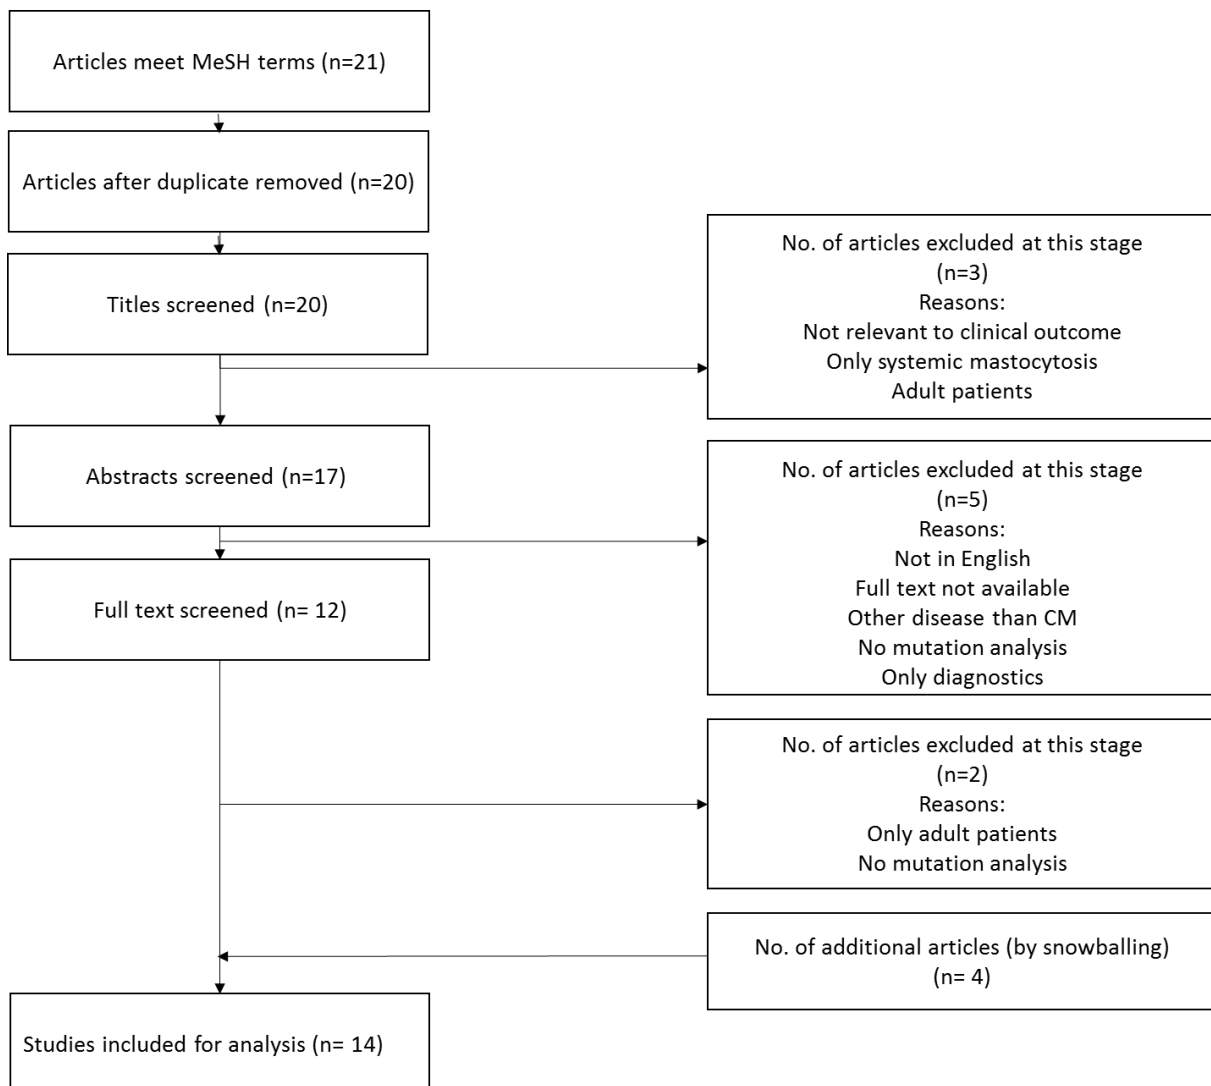 Articles meet MeSH terms (n=21)
Articles after duplicate removed (n=20)
Titles screened (n=20)
No. of articles excluded at this stage
(n=3)
Reasons:
Not relevant to clinical outcome
Only systemic mastocytosis
Adult patients
Abstracts screened (n=17)
No. of articles excluded at this stage
(n=5)
Reasons:
Not in English
Full text not available
Other disease than CM
No mutation analysis
Only diagnostics
Full text screened (n= 12)
No. of articles excluded at this stage
(n=2)
Reasons:
Only adult patients
No mutation analysis
No. of additional articles (by snowballing)
(n= 4)
Studies included for analysis (n= 14)